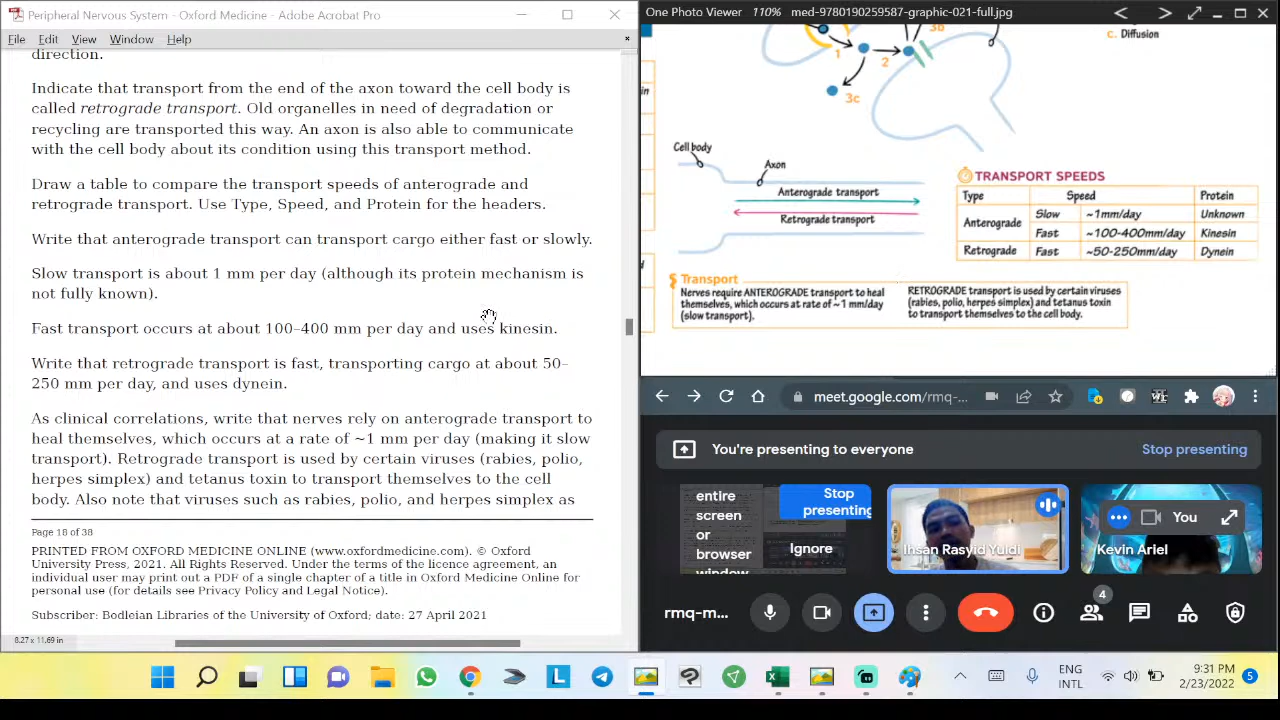 Peripheral Nervous System - Oxford Medicine - Adobe Acrobat Pro
File Edit View Window Help
direction.
Indicate that transport from the end of the axon toward the cell body is
called retrograde transport. Old organelles in need of degradation or
recycling are transported this way. An axon is also able to communicate
with the cell body about its condition using this transport method.
Draw a table to compare the transport speeds of anterograde and
retrograde transport. Use Type, Speed, and Protein for the headers.
Write that anterograde transport can transport cargo either fast or slowly.
Slow transport is about 1 mm per day (although its protein mechanism is
not fully known).
Fast transport occurs at about 100–400 mm per day and uses kinesin.
Write that retrograde transport is fast, transporting cargo at about 50–
250 mm per day, and uses dynein.
As clinical correlations, write that nerves rely on anterograde transport to
heal themselves, which occurs at a rate of ~1 mm per day (making it slow
transport). Retrograde transport is used by certain viruses (rabies, polio,
herpes simplex) and tetanus toxin to transport themselves to the cell
body. Also note that viruses such as rabies, polio, and herpes simplex as
Page 18 of 38
PRINTED FROM OXFORD MEDICINE ONLINE (www.oxfordmedicine.com). © Oxford
University Press, 2021. All Rights Reserved. Under the terms of the licence agreement, an
individual user may print out a PDF of a single chapter of a title in Oxford Medicine Online for
personal use (for details see Privacy Policy and Legal Notice).
Subscriber: Bodleian Libraries of the University of Oxford; date: 27 April 2021
8.27 x 11.69 in
One Photo Viewer 110% med-9780190259587-graphic-021-full.jpg
3b
1
2
3c
c. Diffusion
Cell body
Axon
Anterograde transport
Retrograde transport
TRANSPORT SPEEDS
Type Speed Protein
Anterograde Slow ~1mm/day Unknown
Fast ~100-400mm/day Kinesin
Retrograde Fast ~50-250mm/day Dynein
Transport
Nerves require ANTEROGRADE transport to heal
themselves, which occurs at rate of ~1 mm/day
(slow transport).
RETROGRADE transport is used by certain viruses
(rabies, polio, herpes simplex) and tetanus toxin
to transport themselves to the cell body.
meet.google.com/rmq-...
You're presenting to everyone
Stop presenting
entire
screen
or
browser
window
Stop
presenting
Ignore
Ihsan Rasyid Yuldi
You
Kevin Ariel
rmq-m...
4
ENG
INTL
9:31 PM
2/23/2022
5